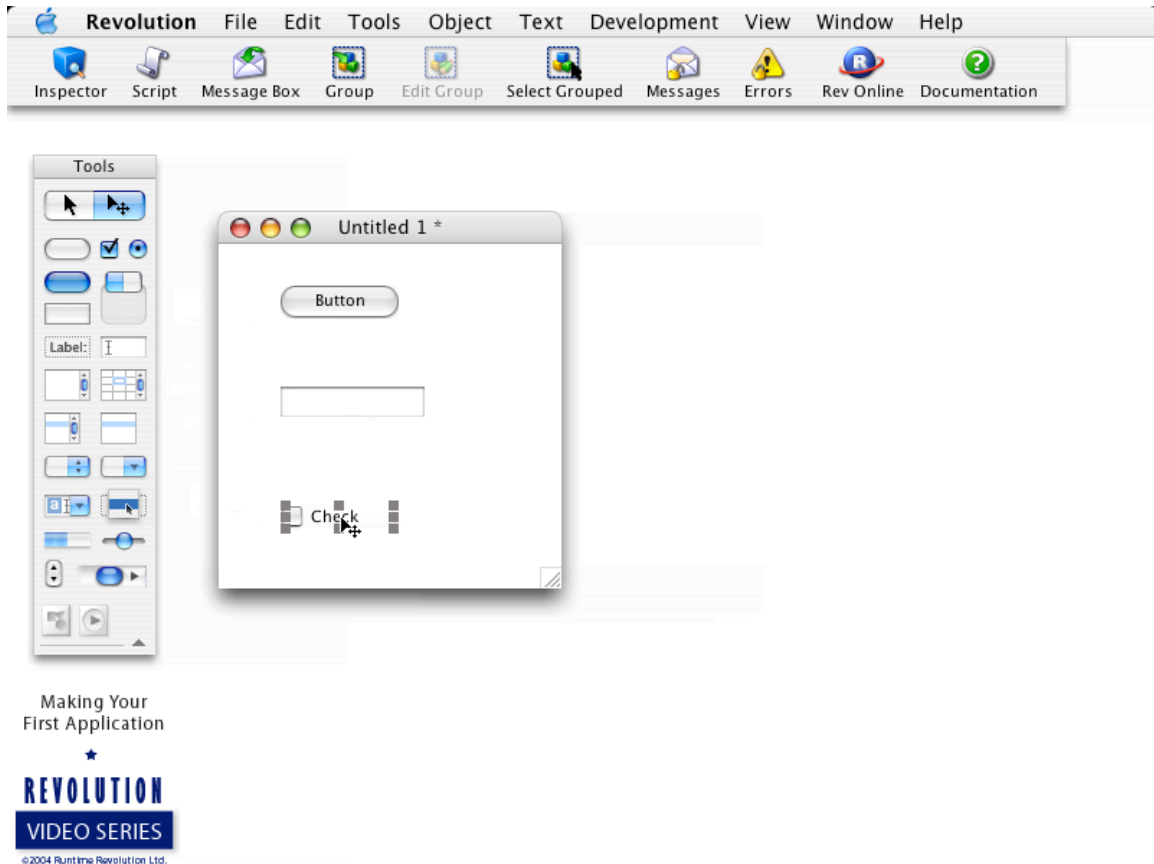 Revolution File Edit Tools Object Text Development View Window Help
Inspector Script Message Box Group Edit Group Select Grouped Messages Errors Rev Online Documentation
Tools
Label:
Untitled 1 *
Button
Check
Making Your
First Application
REVOLUTION
VIDEO SERIES
©2004 Runtime Revolution Ltd.